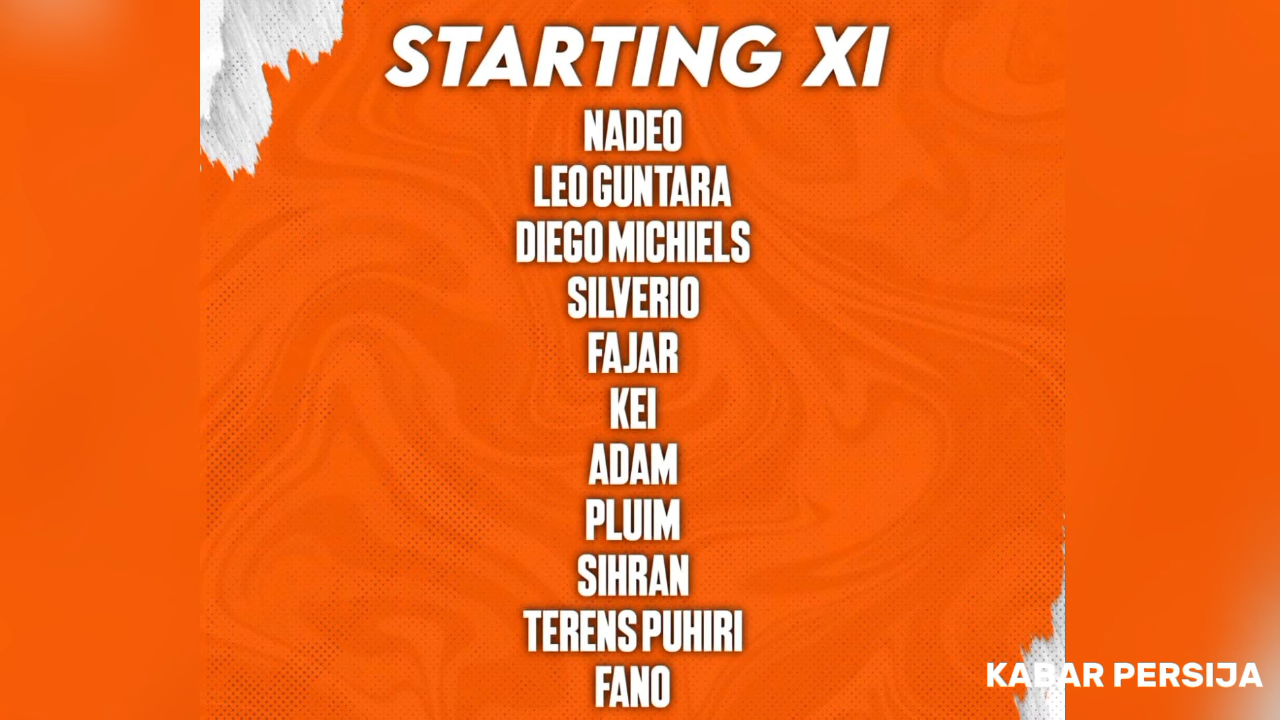 STARTING XI
NADEO
LEO GUNTARA
DIEGO MICHIELS
SILVERIO
FAJAR
KEI
ADAM
PLUIM
SIHRAN
TERENS PUHIRI
FANO
KABAR PERSIJA